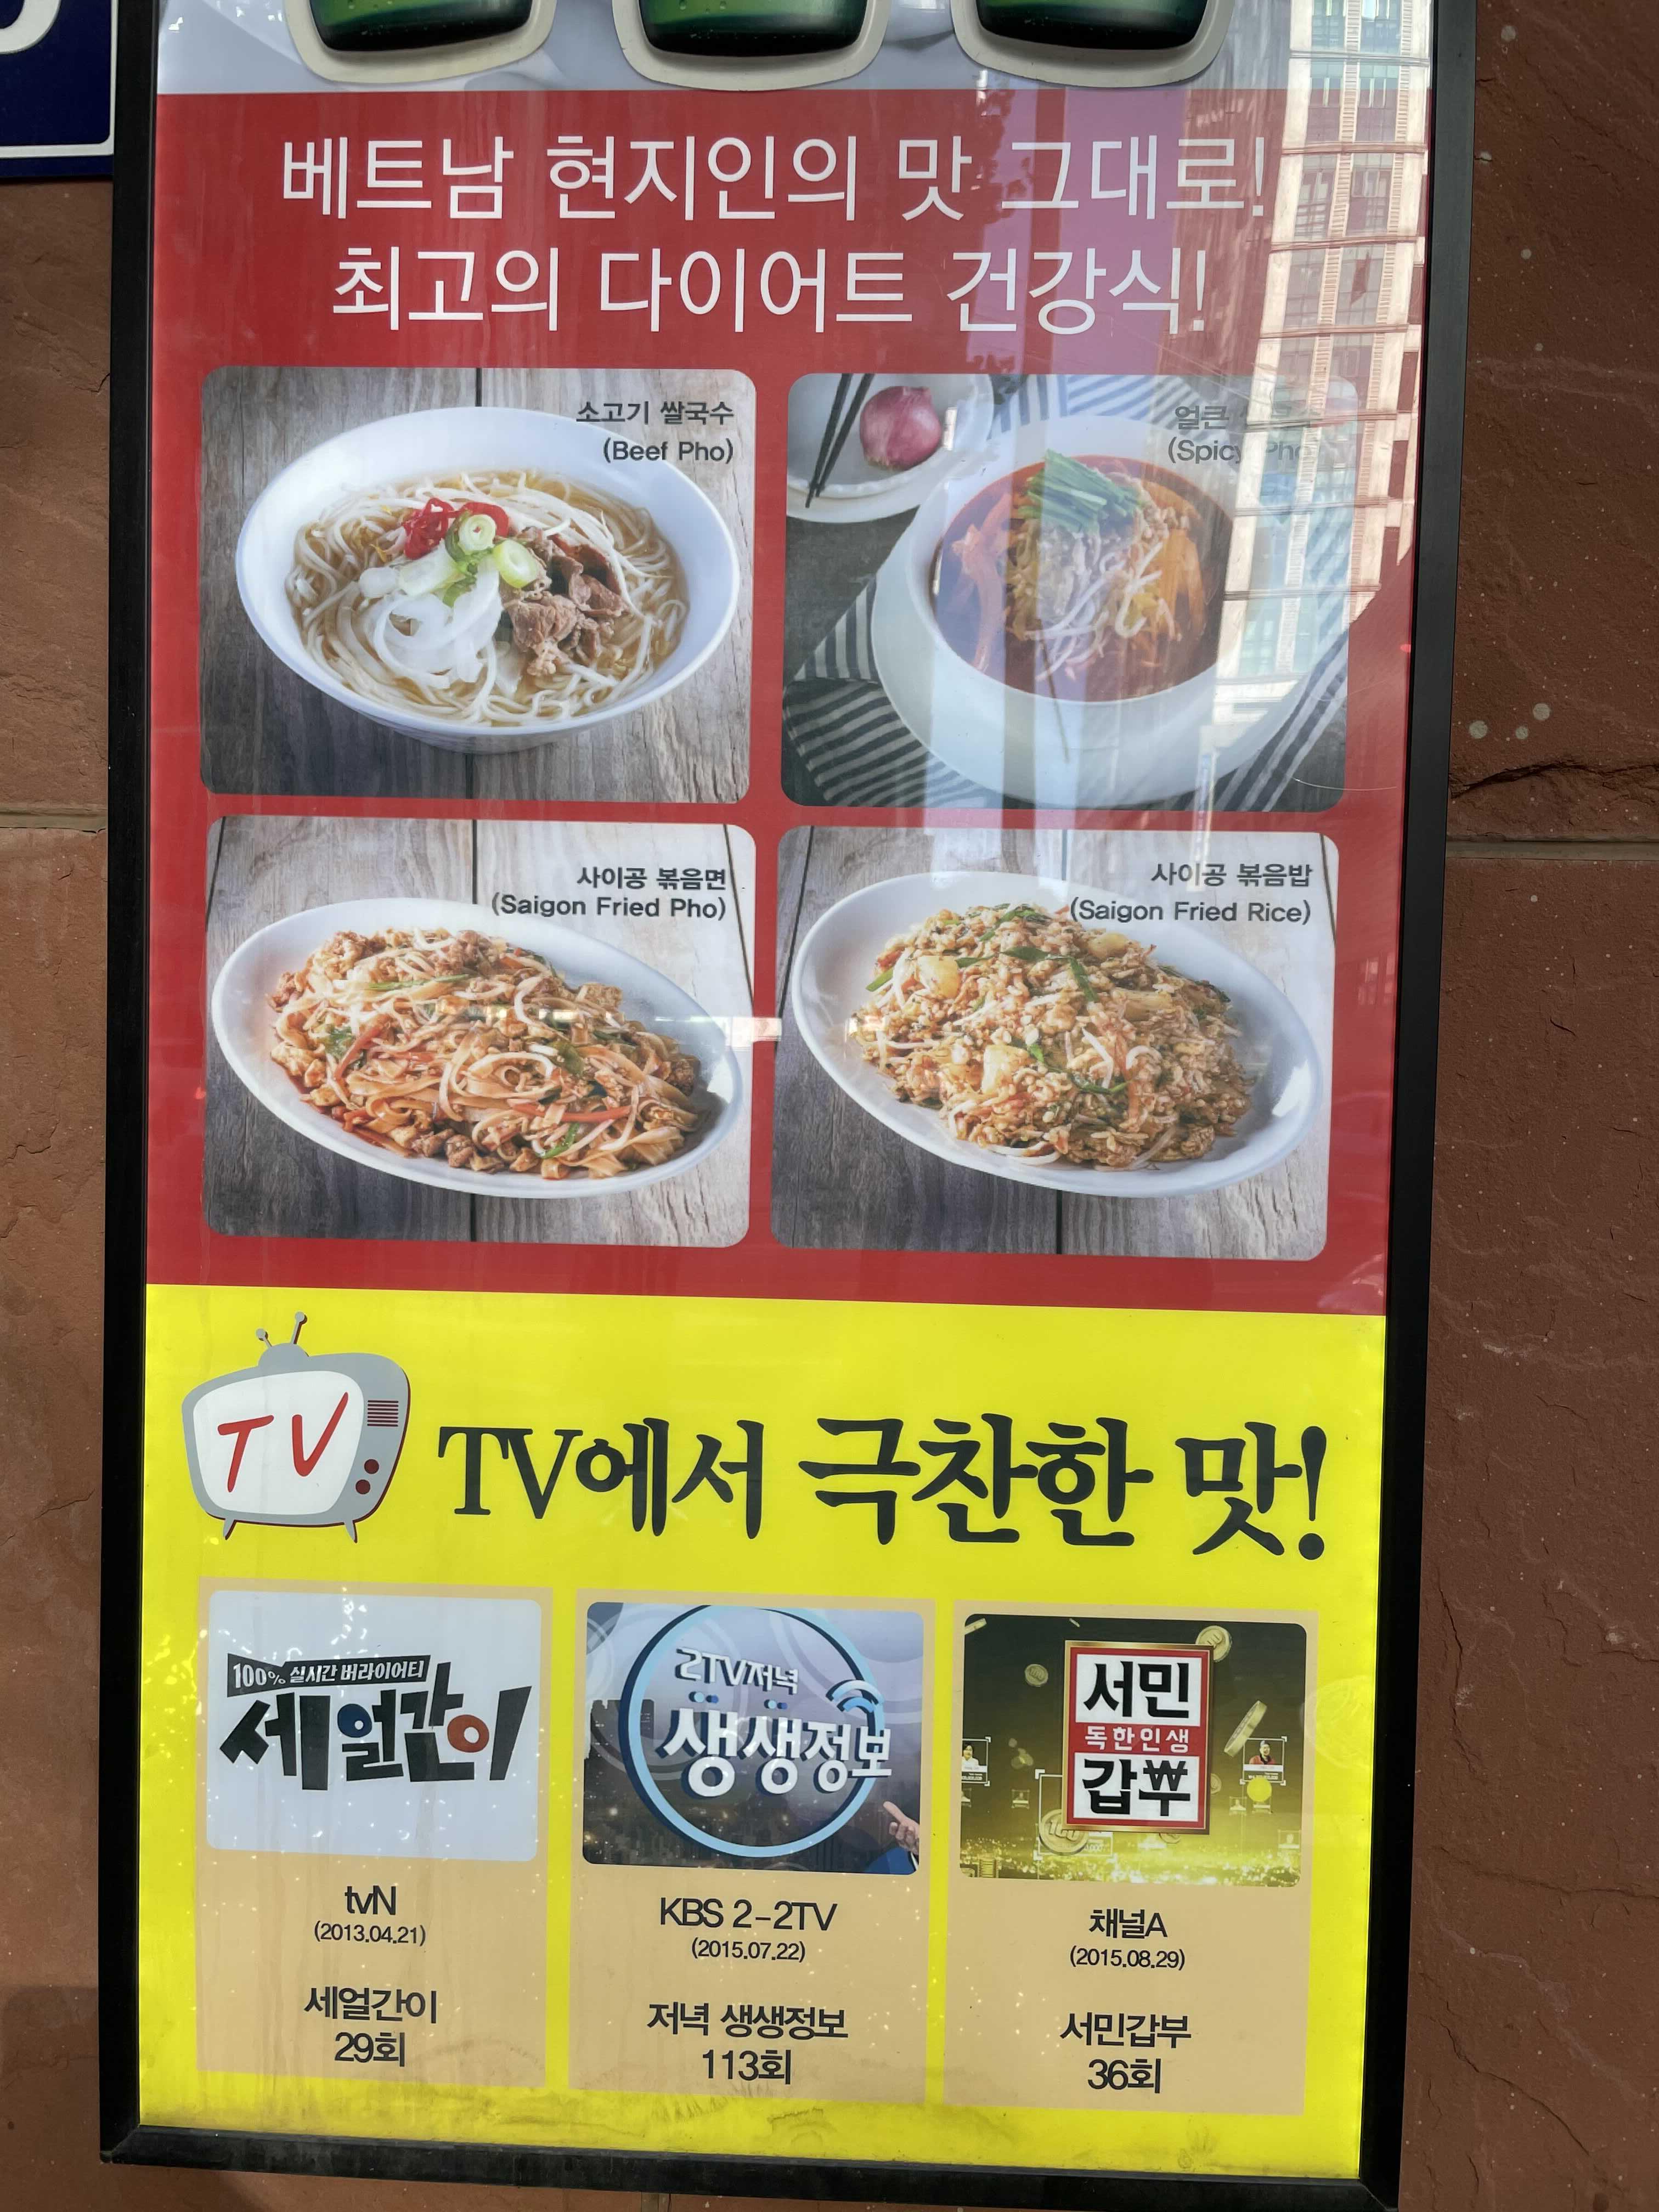 베트남 현지인의 맛 그대로!
최고의 다이어트 건강식!
소고기 쌀국수
(Beef Pho)
얼큰
(Spicy Pho
사이공 볶음면
(Saigon Fried Pho)
사이공 볶음밥
(Saigon Fried Rice)
TV
TV에서 극찬한 맛!
100% 실시간 버라이어티
세얼간이
tvN
(2013.04.21)
세얼간이
29회
2TV저녁
생생정보
KBS 2-2TV
(2015.07.22)
저녁 생생정보
113회
서민
독한인생
갑부
채널A
(2015.08.29)
서민갑부
36회